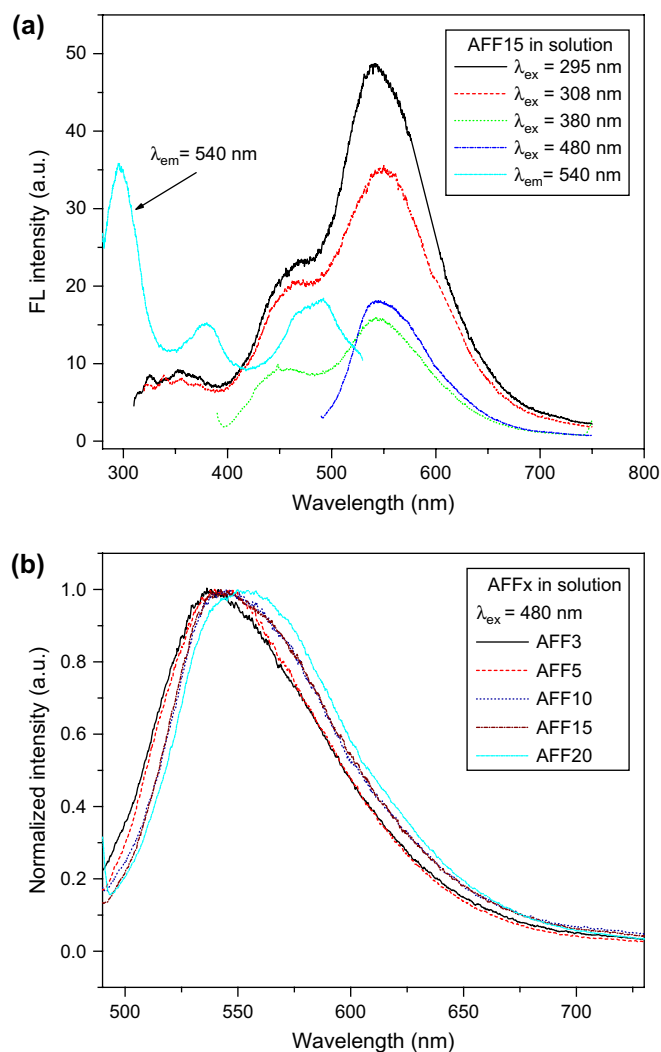 (a)
50
40
30
20
10
0
FL intensity (a.u.)
λem= 540 nm
AFF15 in solution
λex = 295 nm
λex = 308 nm
λex = 380 nm
λex = 480 nm
λem= 540 nm
300 400 500 600 700 800
Wavelength (nm)
(b)
1.0
0.8
0.6
0.4
0.2
0.0
Normalized intensity (a.u.)
AFFx in solution
λex = 480 nm
AFF3
AFF5
AFF10
AFF15
AFF20
500 550 600 650 700
Wavelength (nm)